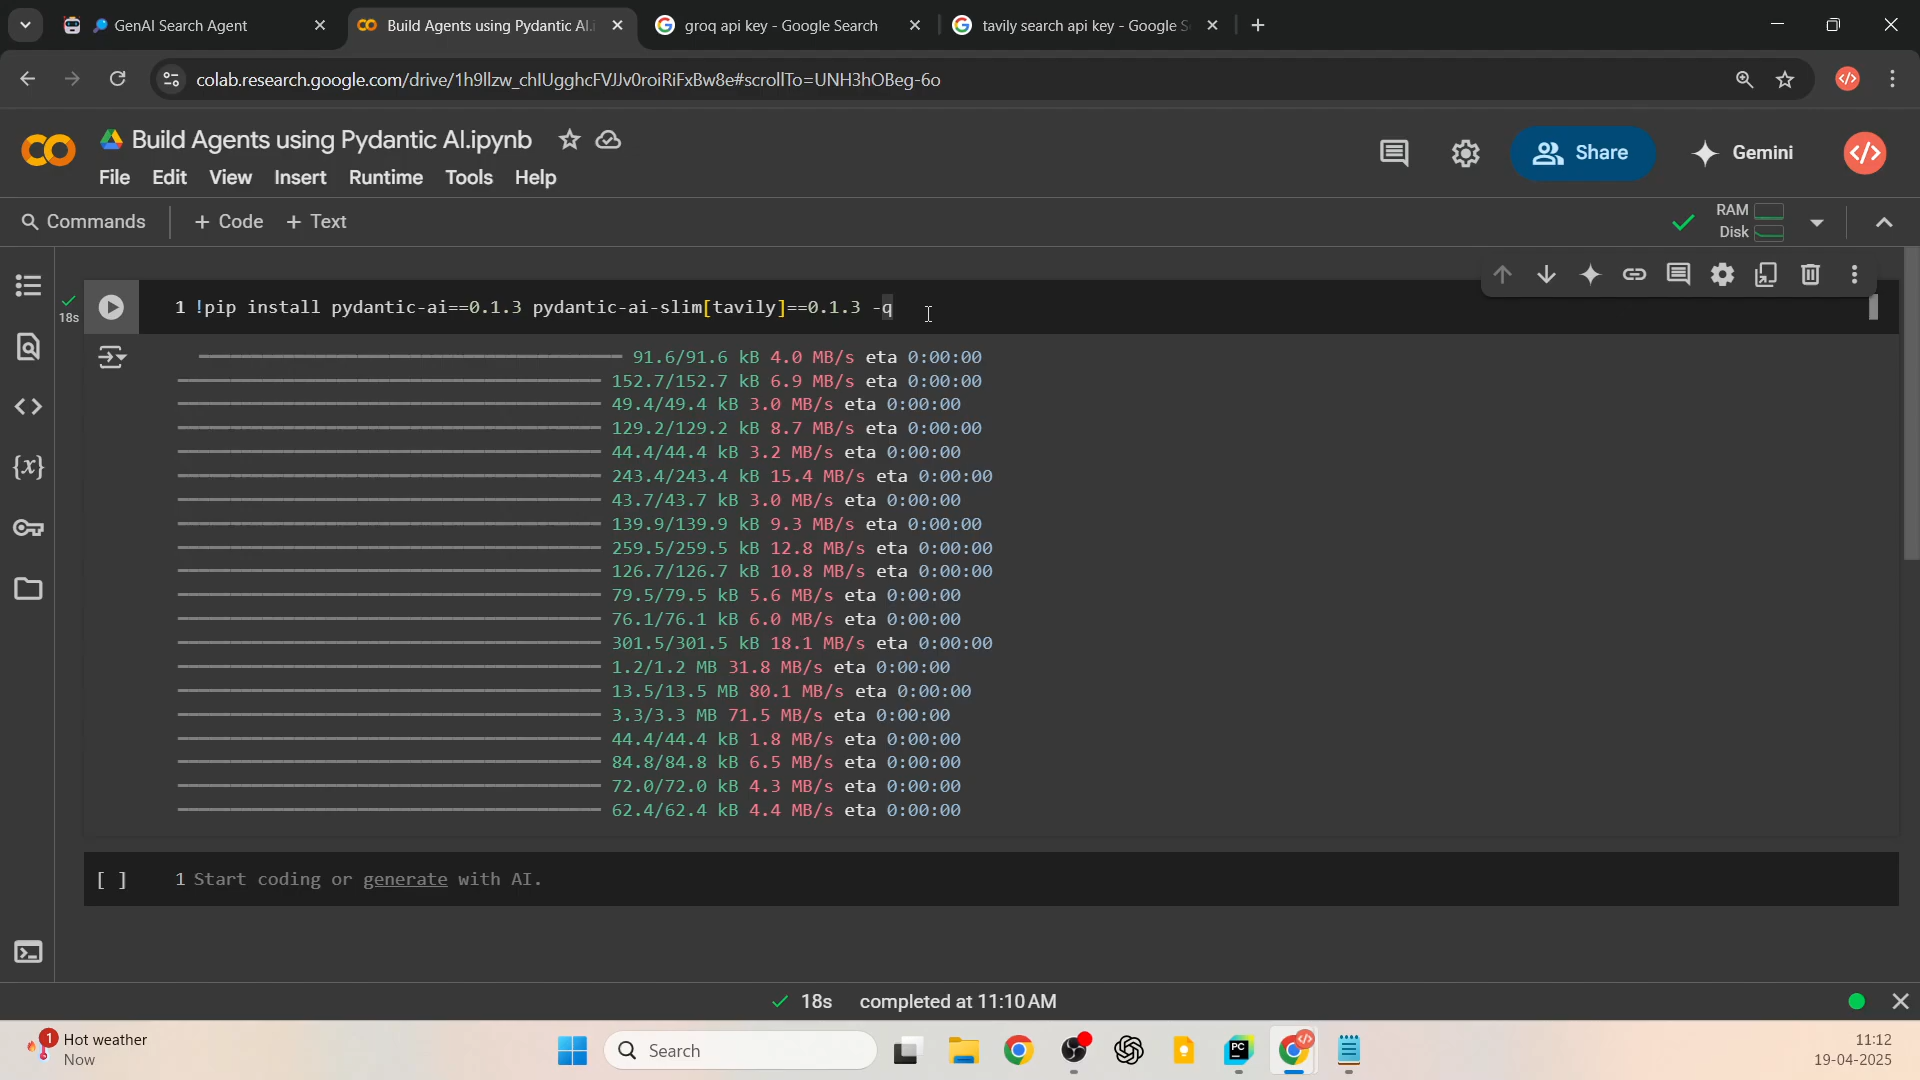 GenAI Search Agent
Build Agents using Pydantic AI.i
groq api key - Google Search
tavily search api key - Google S
colab.research.google.com/drive/1h9llzw_chlUgghcFVJJv0roiRiFxBw8e#scrollTo=UNH3hOBeg-6o
Build Agents using Pydantic AI.ipynb
Share
Gemini
File Edit View Insert Runtime Tools Help
Commands + Code + Text
RAM
Disk
18s
1 !pip install pydantic-ai==0.1.3 pydantic-ai-slim[tavily]==0.1.3 -q
91.6/91.6 kB 4.0 MB/s eta 0:00:00
152.7/152.7 kB 6.9 MB/s eta 0:00:00
49.4/49.4 kB 3.0 MB/s eta 0:00:00
129.2/129.2 kB 8.7 MB/s eta 0:00:00
44.4/44.4 kB 3.2 MB/s eta 0:00:00
243.4/243.4 kB 15.4 MB/s eta 0:00:00
43.7/43.7 kB 3.0 MB/s eta 0:00:00
139.9/139.9 kB 9.3 MB/s eta 0:00:00
259.5/259.5 kB 12.8 MB/s eta 0:00:00
126.7/126.7 kB 10.8 MB/s eta 0:00:00
79.5/79.5 kB 5.6 MB/s eta 0:00:00
76.1/76.1 kB 6.0 MB/s eta 0:00:00
301.5/301.5 kB 18.1 MB/s eta 0:00:00
1.2/1.2 MB 31.8 MB/s eta 0:00:00
13.5/13.5 MB 80.1 MB/s eta 0:00:00
3.3/3.3 MB 71.5 MB/s eta 0:00:00
44.4/44.4 kB 1.8 MB/s eta 0:00:00
84.8/84.8 kB 6.5 MB/s eta 0:00:00
72.0/72.0 kB 4.3 MB/s eta 0:00:00
62.4/62.4 kB 4.4 MB/s eta 0:00:00
[ ] 1 Start coding or generate with AI.
18s completed at 11:10 AM
1
Hot weather
Now
Search
PC
11:12
19-04-2025